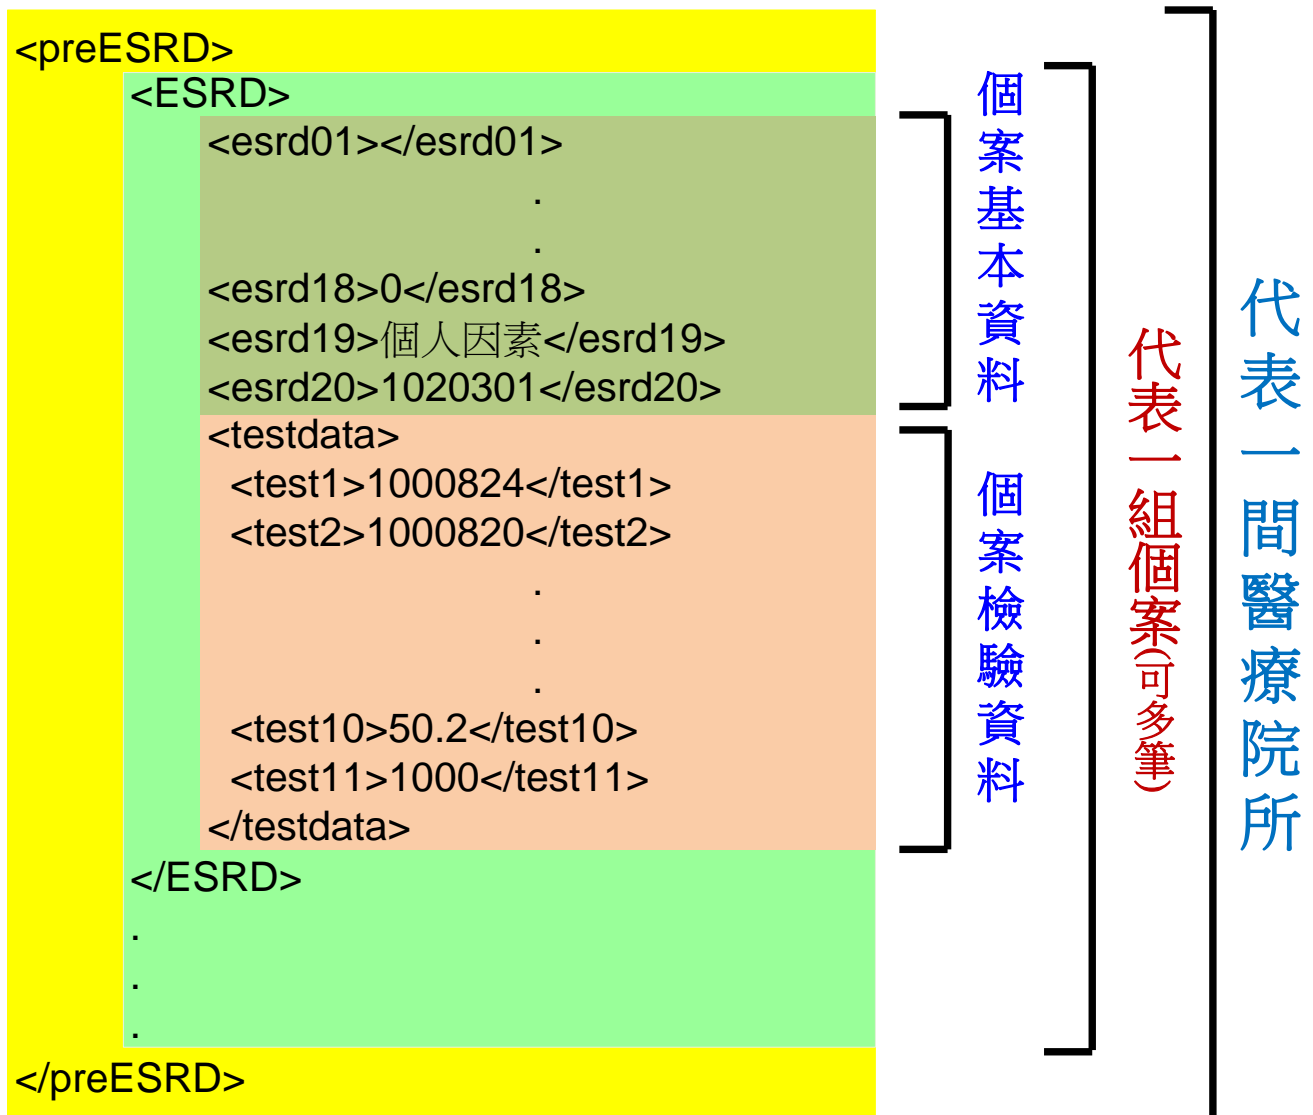 <preESRD>
<ESRD>
<esrd01></esrd01>
.
.
<esrd18>0</esrd18>
<esrd19>個人因素</esrd19>
<esrd20>1020301</esrd20>
<testdata>
<test1>1000824</test1>
<test2>1000820</test2>
.
.
.
<test10>50.2</test10>
<test11>1000</test11>
</testdata>
</ESRD>
.
.
.
</preESRD>
個案基本資料
個案檢驗資料
代表一組個案(可多筆)
代表一間醫療院所